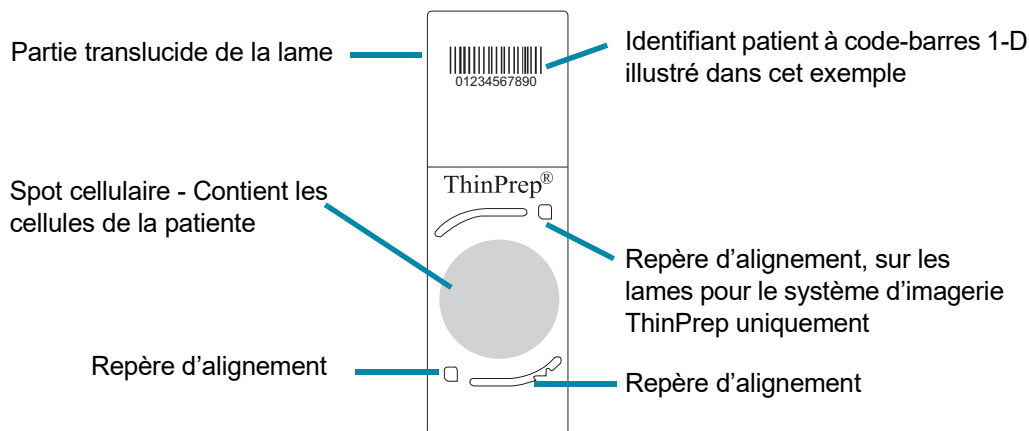 Partie translucide de la lame
Identifiant patient à code-barres 1-D
illustré dans cet exemple
01234567890
ThinPrep®
Spot cellulaire - Contient les
cellules de la patiente
Repère d'alignement, sur les
lames pour le système d'imagerie
ThinPrep uniquement
Repère d'alignement
Repère d'alignement